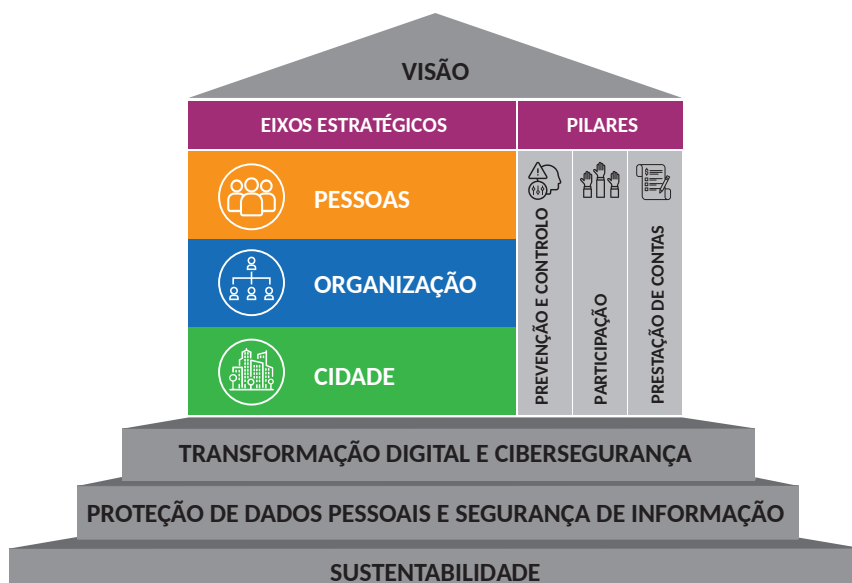 VISÃO
EIXOS ESTRATÉGICOS
PILARES
PESSOAS
ORGANIZAÇÃO
CIDADE
PREVENÇÃO E CONTROLO
PARTICIPAÇÃO
PRESTAÇÃO DE CONTAS
TRANSFORMAÇÃO DIGITAL E CIBERSEGURANÇA
PROTEÇÃO DE DADOS PESSOAIS E SEGURANÇA DE INFORMAÇÃO
SUSTENTABILIDADE